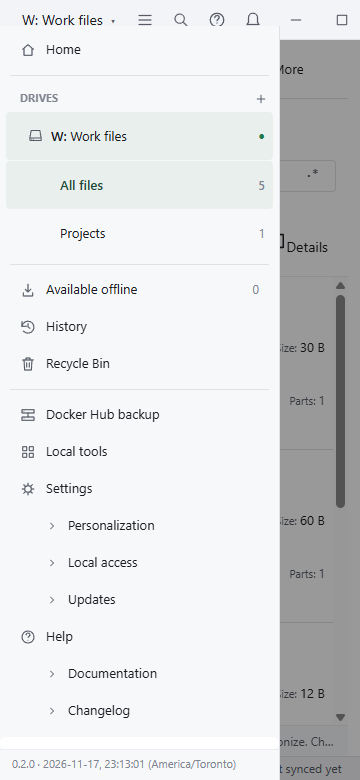 W: Work files
Home
More
DRIVES
W: Work files
.*
All files 5
Projects 1
Details
Available offline 0
History
Size: 30 B
Recycle Bin
Parts: 1
Docker Hub backup
Local tools
Settings
Size: 60 B
Personalization
Local access
Parts: 1
Updates
Help
Documentation
Size: 12 B
Changelog
Ch...
0.2.0 · 2026-11-17, 23:13:01 (America/Toronto)
synced yet